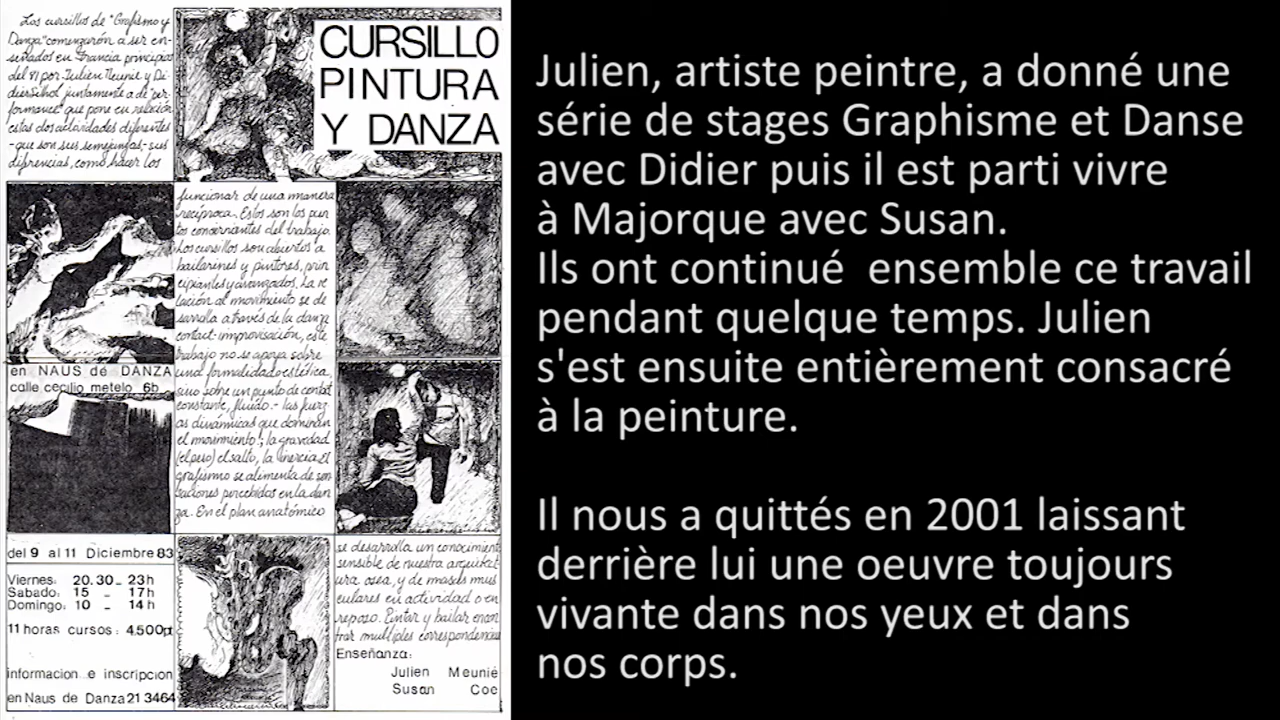 Los cursillos de "Grafismo y
Danza" comenzarón a ser en-
señados en Francia principios
del 81 por Julien Meunié y Di-
dier Silhol juntamente a de "per-
formance" que pone en relación
estas dos actividades diferentes
-que son sus semejanzas,- sus
difrencias, como hacer los
CURSILLO
PINTURA
Y DANZA
funcionar de una manera
recíproca. Estos son los pun-
tos concernientes del trabajo.
Los cursillos son abiertos a
bailarines y pintores, prin
cipiantes y avanzados. La re
lación al movimiento se de
sarrolla a través de la danza
contact-improvisación, este
trabajo no se apoya sobre
una formalidad estética,
sino sobre un punto de contact
constante, fluído.- las fuerz
as dinámicas que dominan
el movimiento; la gravedad
(el peso) el salto, la inercia. El
grafismo se alimenta de sen
saciones percebidas en la dan
za. En el plan anatómico
en NAUS de DANZA
calle cecilio metelo 6b
del 9 al 11 Diciembre 83
Viernes: 20.30_ 23h
Sabado: 15 _ 17h
Domingo: 10 _ 14h
11 horas cursos: 4.500pt
informacion e inscripcion
en Naus de Danza 21 3464
se desarrolla un conocimient
sensible de nuestra arquitect
ura osea, y de masas mus
culares en actividad o en
reposo. Pintar y bailar encon
trar multiples correspondencia
Enseñanza:
Julien Meunié
Susan Coe
Julien, artiste peintre, a donné une
série de stages Graphisme et Danse
avec Didier puis il est parti vivre
à Majorque avec Susan.
Ils ont continué ensemble ce travail
pendant quelque temps. Julien
s'est ensuite entièrement consacré
à la peinture.
Il nous a quittés en 2001 laissant
derrière lui une oeuvre toujours
vivante dans nos yeux et dans
nos corps.